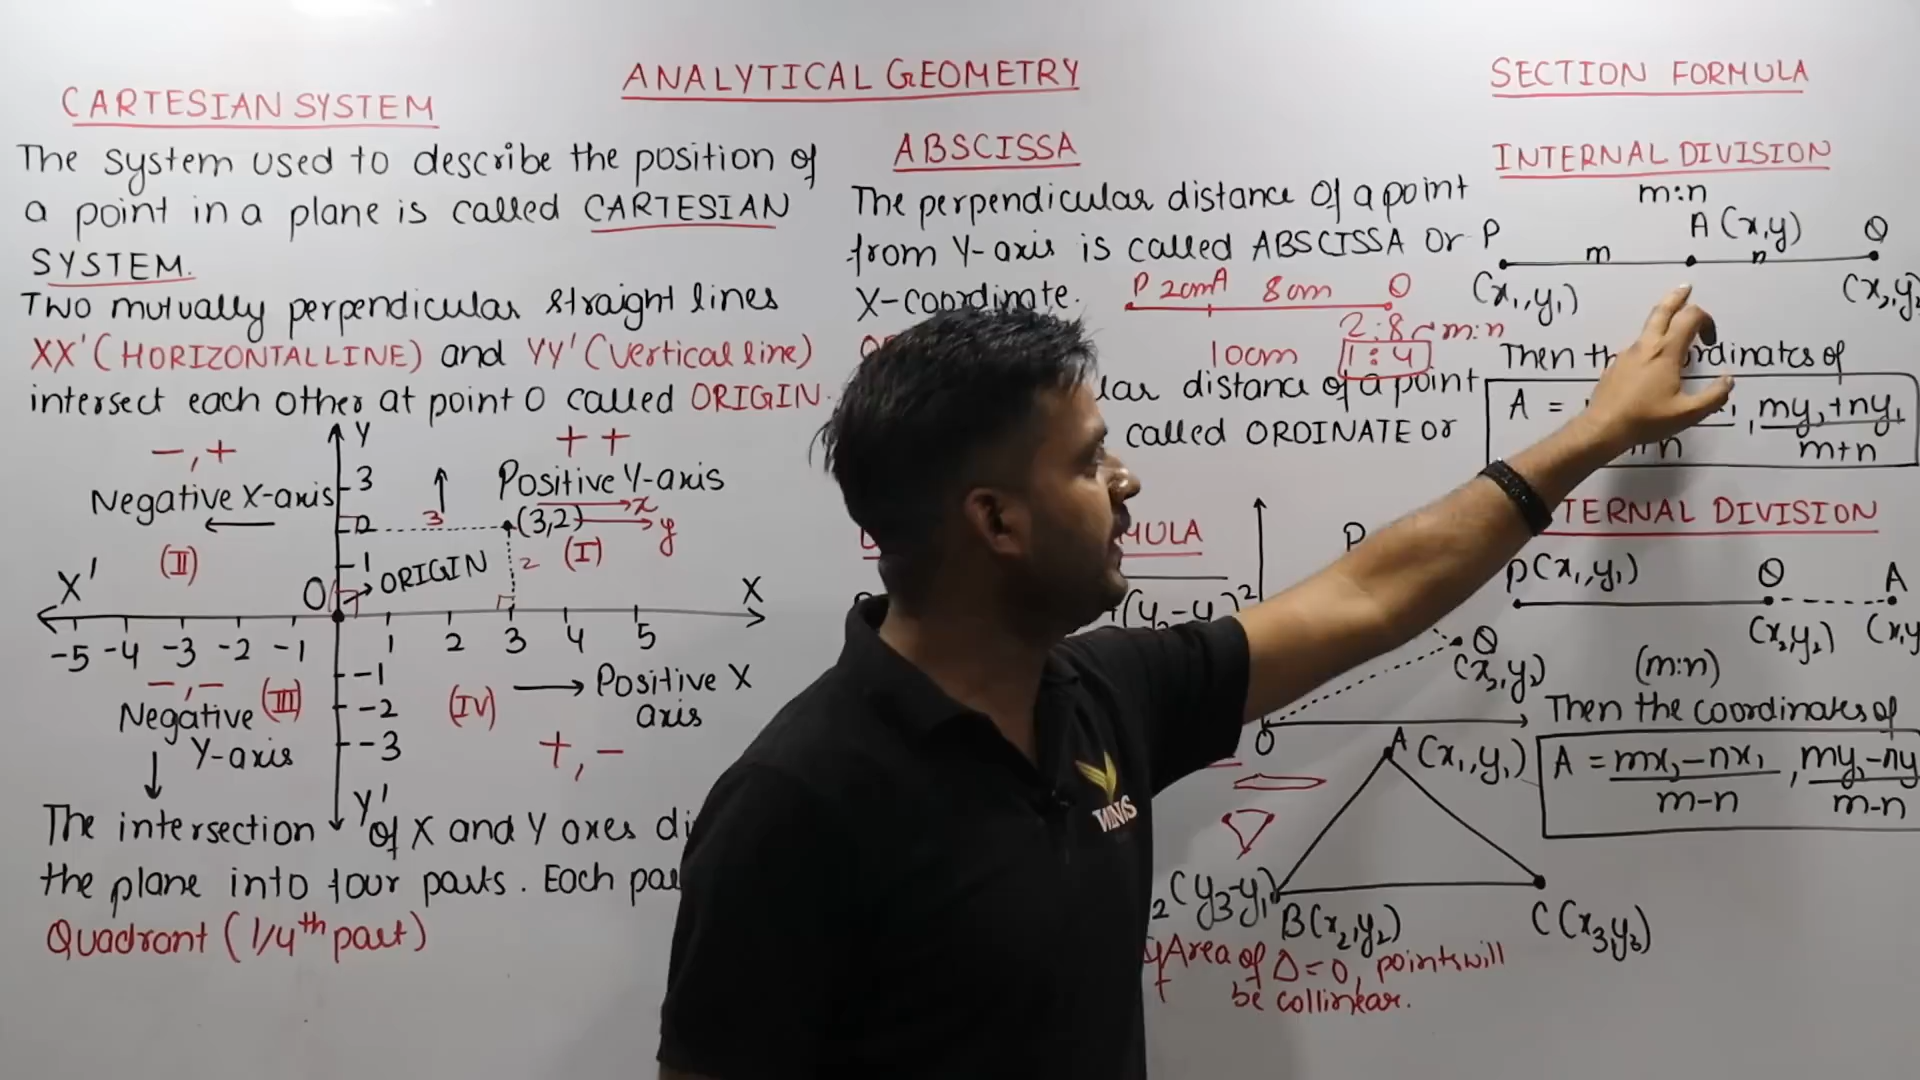 ANALYTICAL GEOMETRY
CARTESIAN SYSTEM
The system used to describe the position of
a point in a plane is called CARTESIAN
SYSTEM.
Two mutually perpendicular straight lines
XX' (HORIZONTAL LINE) and YY' (Vertical line)
intersect each other at point O called ORIGIN.
-,+
Y
++
3
Negative X-axis
Positive Y-axis
x
2
3
(3,2)
y
(II)
1
2
(I)
X'
O
ORIGIN
X
-5 -4 -3 -2 -1 1 2 3 4 5
-1
-,-
(III)
(IV)
Positive X
axis
-2
Negative
Y-axis
-3
+,-
Y'
The intersection of X and Y axes di
the plane into four parts. Each pa
Quadrant (1/4th part)
ABSCISSA
The perpendicular distance of a point
from Y-axis is called ABSCISSA or
X-coordinate.
P 2cm A 8cm Q
10cm
2:8
m:n
1:4
lar distance of a point
called ORDINATE or
MULA
P
Q
(x2,y2)
O
A (x1,y1)
2(y3-y1)
B(x2,y2)
C(x3,y3)
Area of Δ=0, points will
be collinear.
WINNS
SECTION FORMULA
INTERNAL DIVISION
m:n
P
A (x,y)
Q
m
n
(x1,y1)
(x2,y2
Then th ordinates of
A = , my2+ny1
m+n
TERNAL DIVISION
P(x1,y1)
Q
A
(x2,y2)
(x,y
(m:n)
Then the coordinates of
A = mx2-nx1 , my2-ny
m-n m-n